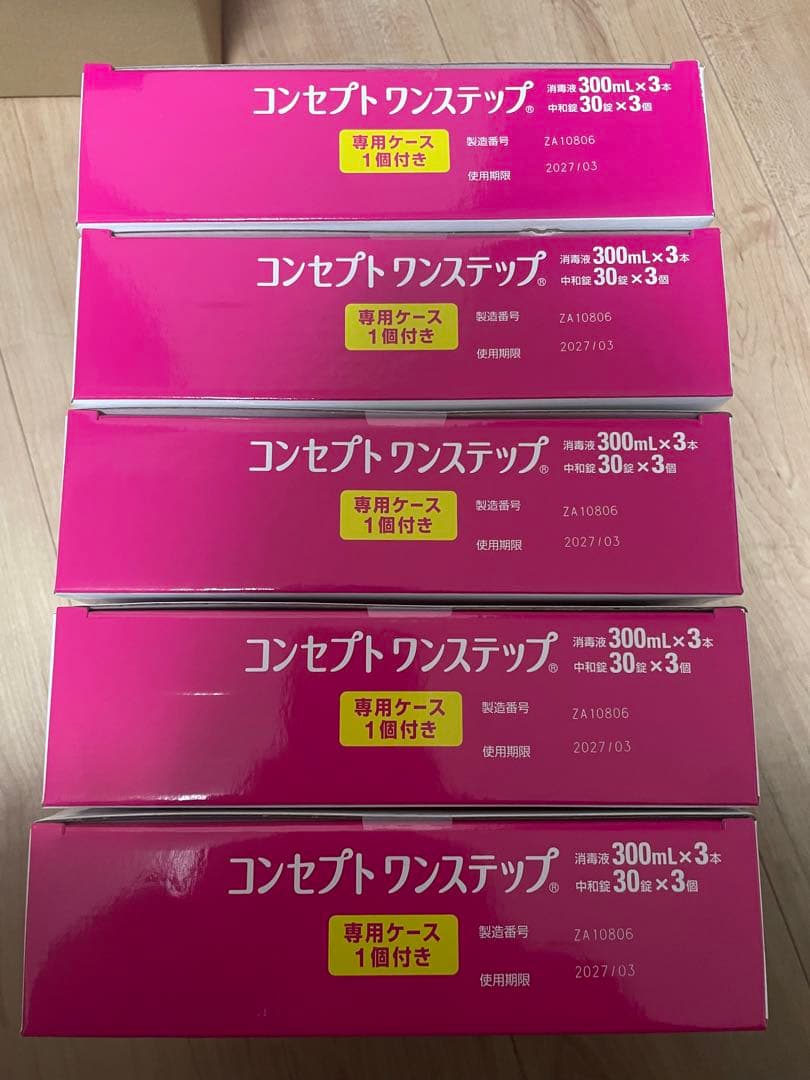 コンセプト ワンステップ®
消毒液300mL×3本
中和錠30錠×3個
専用ケース
1個付き
製造番号 ZA10806
使用期限 2027/03
コンセプト ワンステップ®
消毒液300mL×3本
中和錠30錠×3個
専用ケース
1個付き
製造番号 ZA10806
使用期限 2027/03
コンセプト ワンステップ®
消毒液300mL×3本
中和錠30錠×3個
専用ケース
1個付き
製造番号 ZA10806
使用期限 2027/03
コンセプト ワンステップ®
消毒液300mL×3本
中和錠30錠×3個
専用ケース
1個付き
製造番号 ZA10806
使用期限 2027/03
コンセプト ワンステップ®
消毒液300mL×3本
中和錠30錠×3個
専用ケース
1個付き
製造番号 ZA10806
使用期限 2027/03